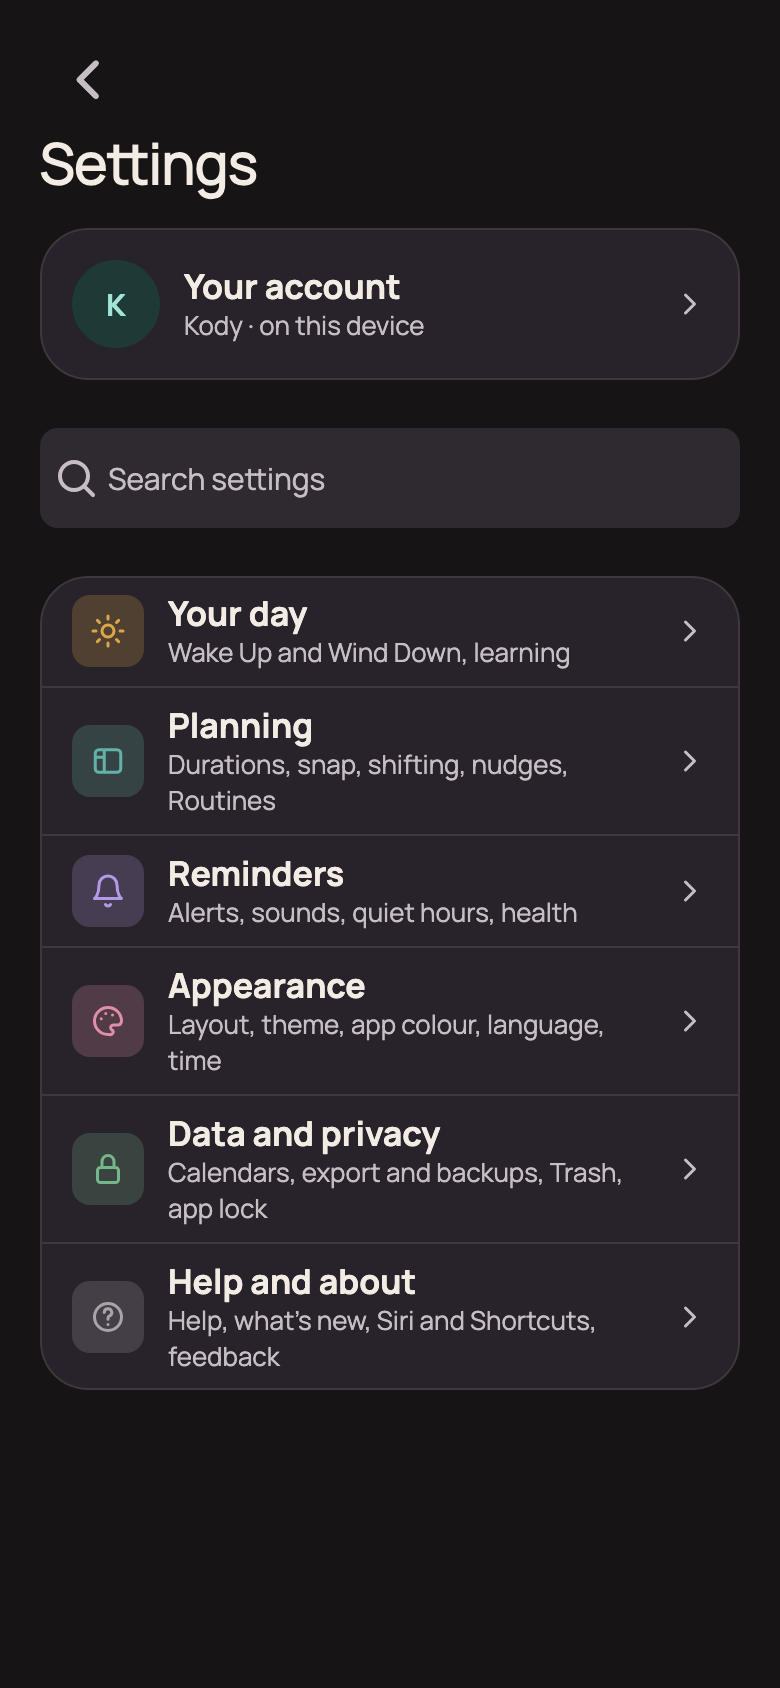 Settings
K
Your account
Kody · on this device
Search settings
Your day
Wake Up and Wind Down, learning
Planning
Durations, snap, shifting, nudges,
Routines
Reminders
Alerts, sounds, quiet hours, health
Appearance
Layout, theme, app colour, language,
time
Data and privacy
Calendars, export and backups, Trash,
app lock
Help and about
Help, what’s new, Siri and Shortcuts,
feedback